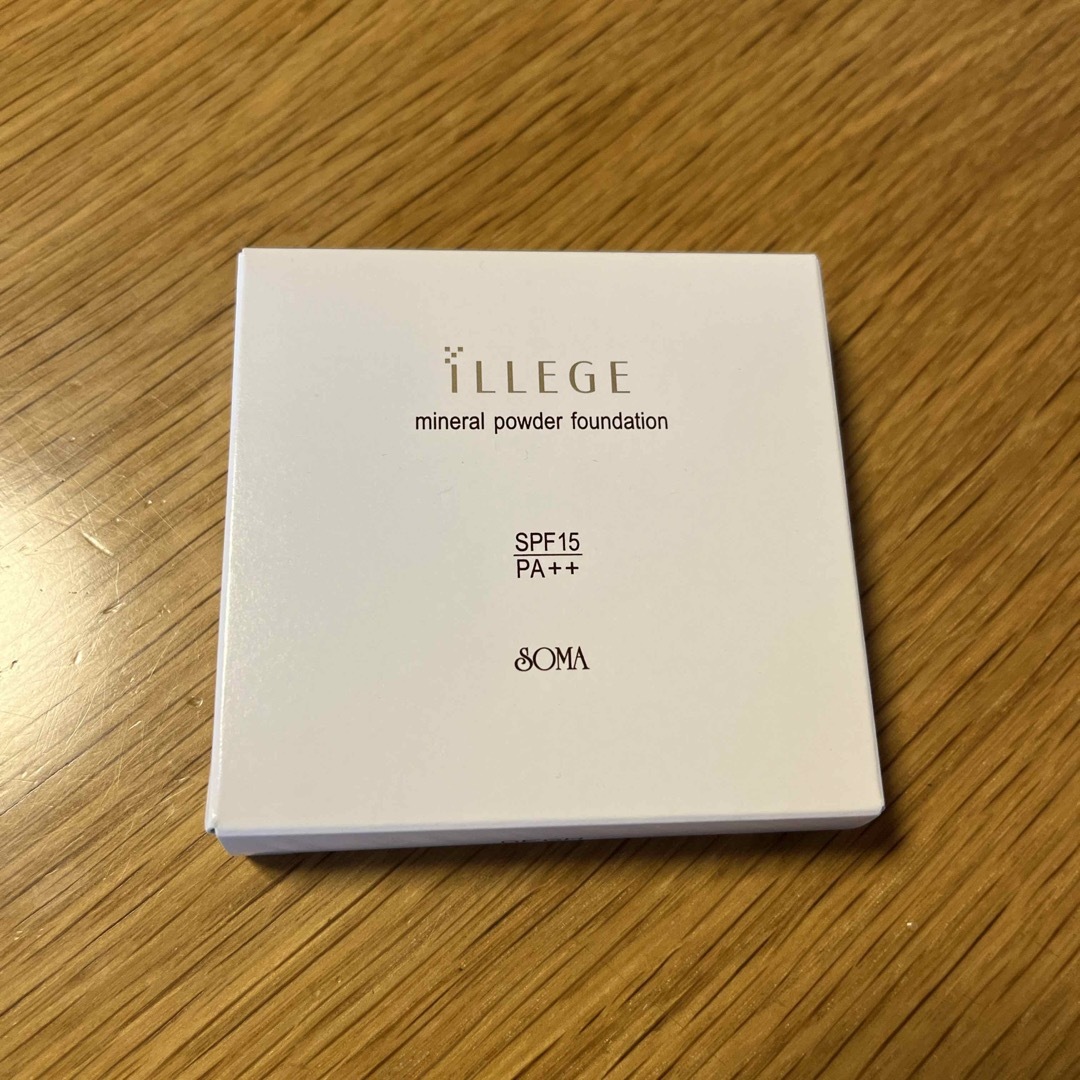 iLLEGE
mineral powder foundation
SPF15
PA++
SOMA